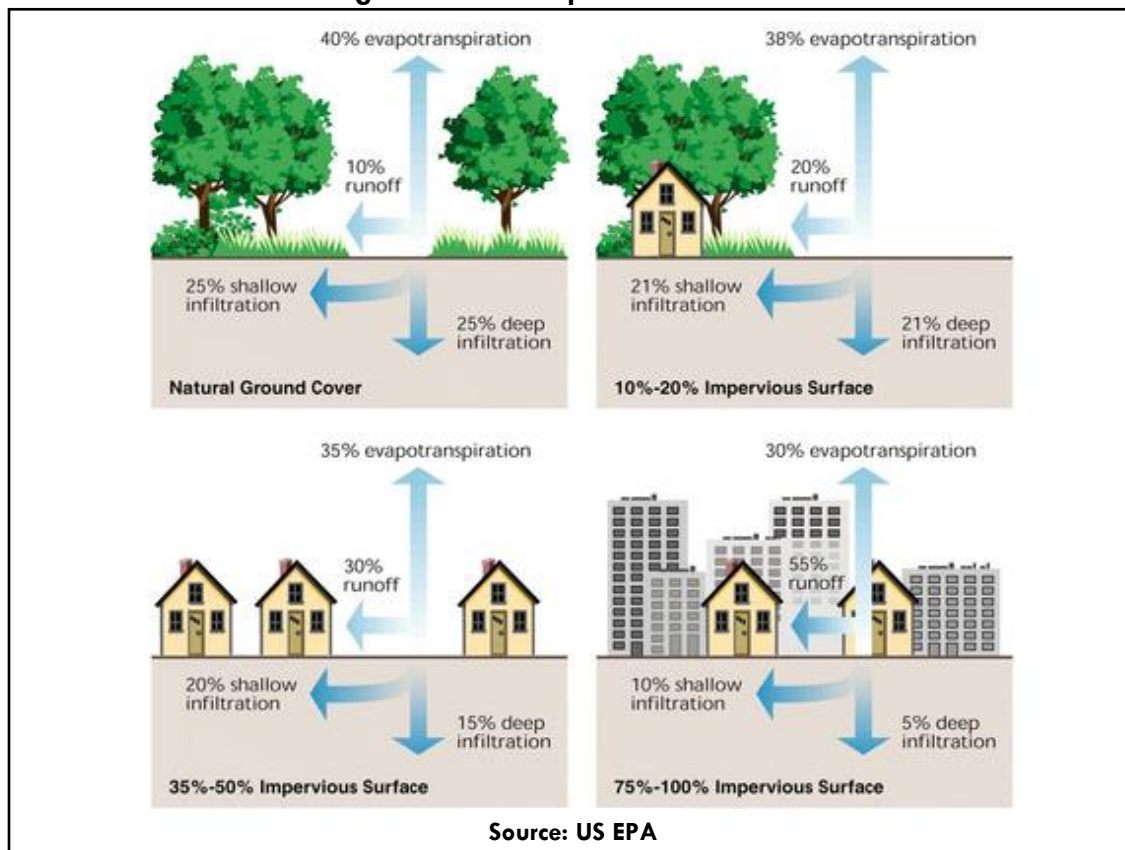 40% evapotranspiration
10%
runoff
25% shallow
infiltration
25% deep
infiltration
Natural Ground Cover
38% evapotranspiration
20%
runoff
21% shallow
infiltration
21% deep
infiltration
10%-20% Impervious Surface
35% evapotranspiration
30%
runoff
20% shallow
infiltration
15% deep
infiltration
35%-50% Impervious Surface
30% evapotranspiration
55%
runoff
10% shallow
infiltration
5% deep
infiltration
75%-100% Impervious Surface
Source: US EPA